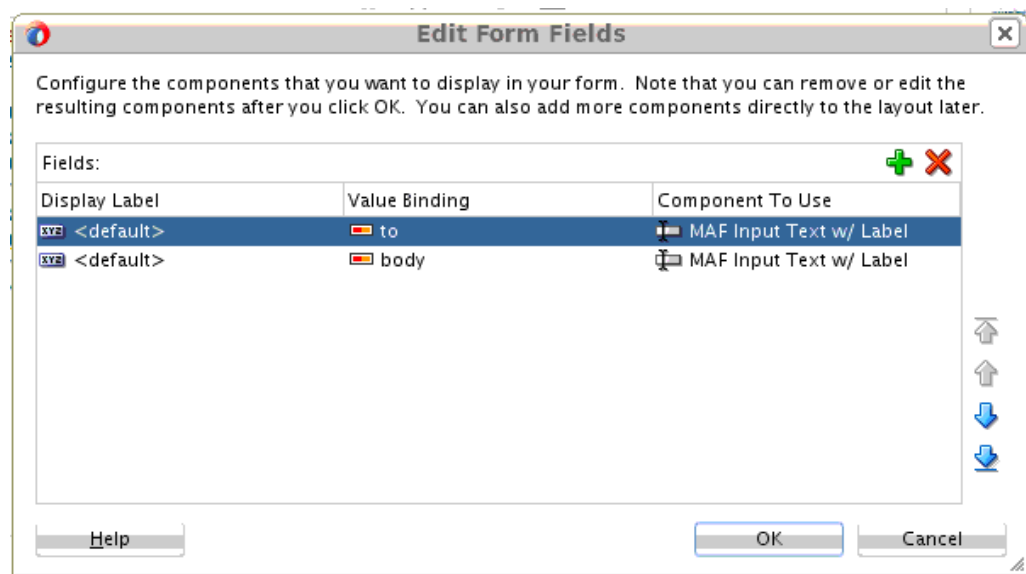 Edit Form Fields
Configure the components that you want to display in your form.  Note that you can remove or edit the
resulting components after you click OK.  You can also add more components directly to the layout later.
Fields:
Display Label Value Binding Component To Use
XYZ <default> to MAF Input Text w/ Label
XYZ <default> body MAF Input Text w/ Label
Help OK Cancel